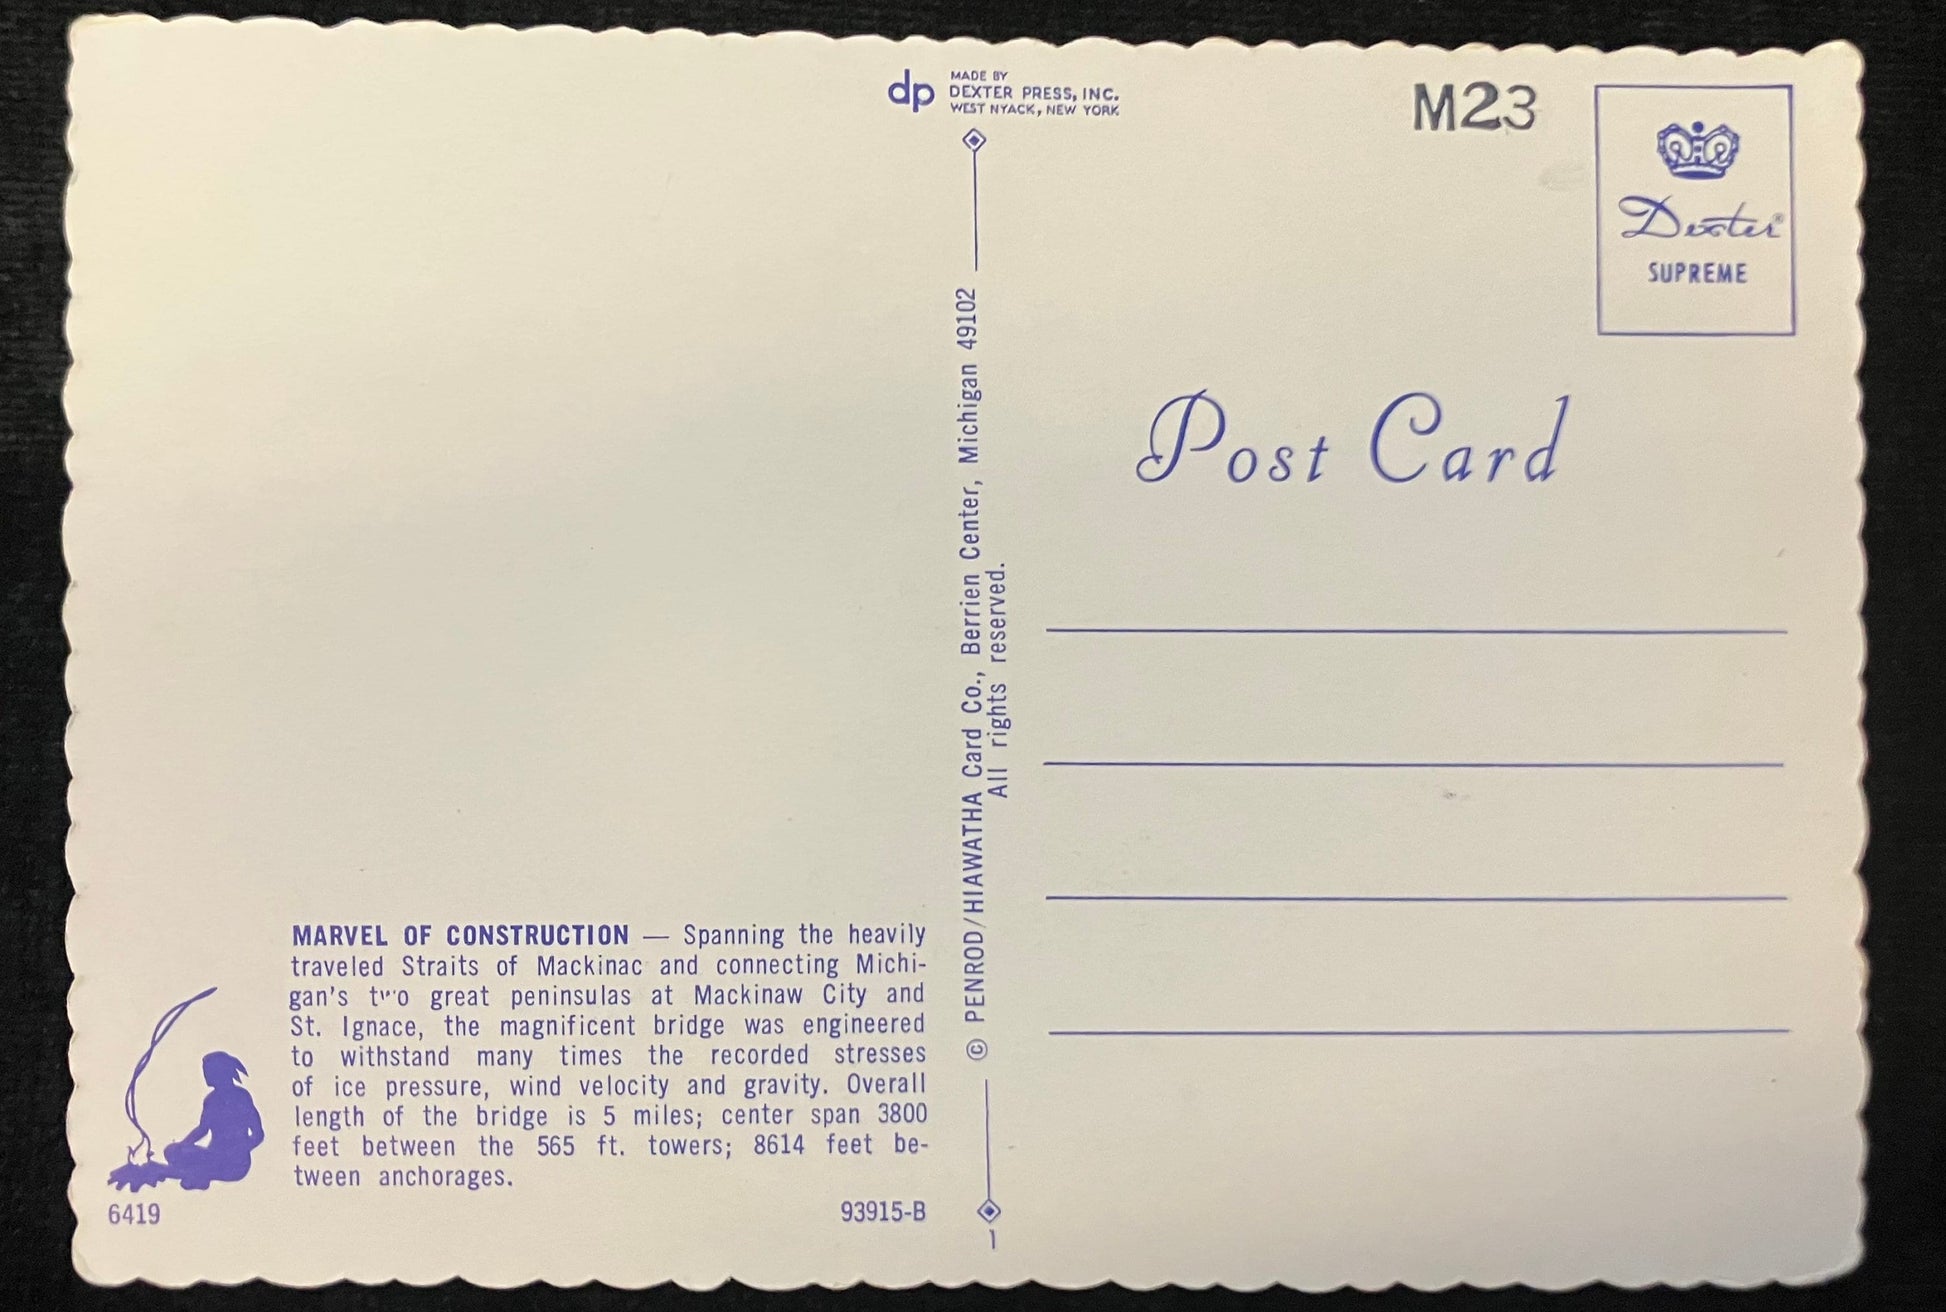 dp
MADE BY
DEXTER PRESS, INC.
WEST NYACK, NEW YORK
M23
Dexter®
SUPREME
Post Card
© PENROD/HIAWATHA Card Co., Berrien Center, Michigan 49102
All rights reserved.
MARVEL OF CONSTRUCTION — Spanning the heavily
traveled Straits of Mackinac and connecting Michi-
gan's two great peninsulas at Mackinaw City and
St. Ignace, the magnificent bridge was engineered
to withstand many times the recorded stresses
of ice pressure, wind velocity and gravity. Overall
length of the bridge is 5 miles; center span 3800
feet between the 565 ft. towers; 8614 feet be-
tween anchorages.
6419
93915-B
1